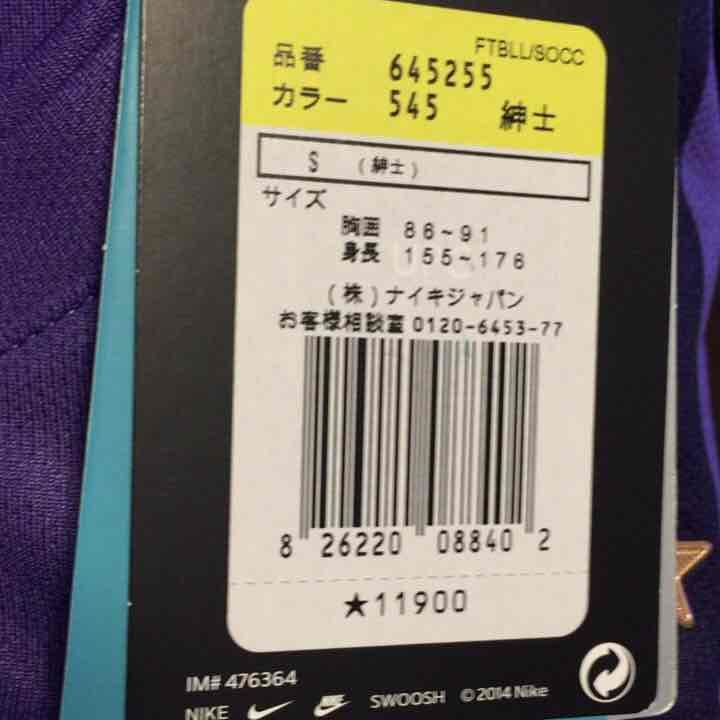 FTBLL/SOCC
品番 645255
カラー 545 紳士
S (紳士)
サイズ
胸囲 86~91
身長 155~176
(株)ナイキジャパン
お客様相談室 0120-6453-77
8 26220 08840 2
★11900
IM# 476364
NIKE SWOOSH ©2014 Nike